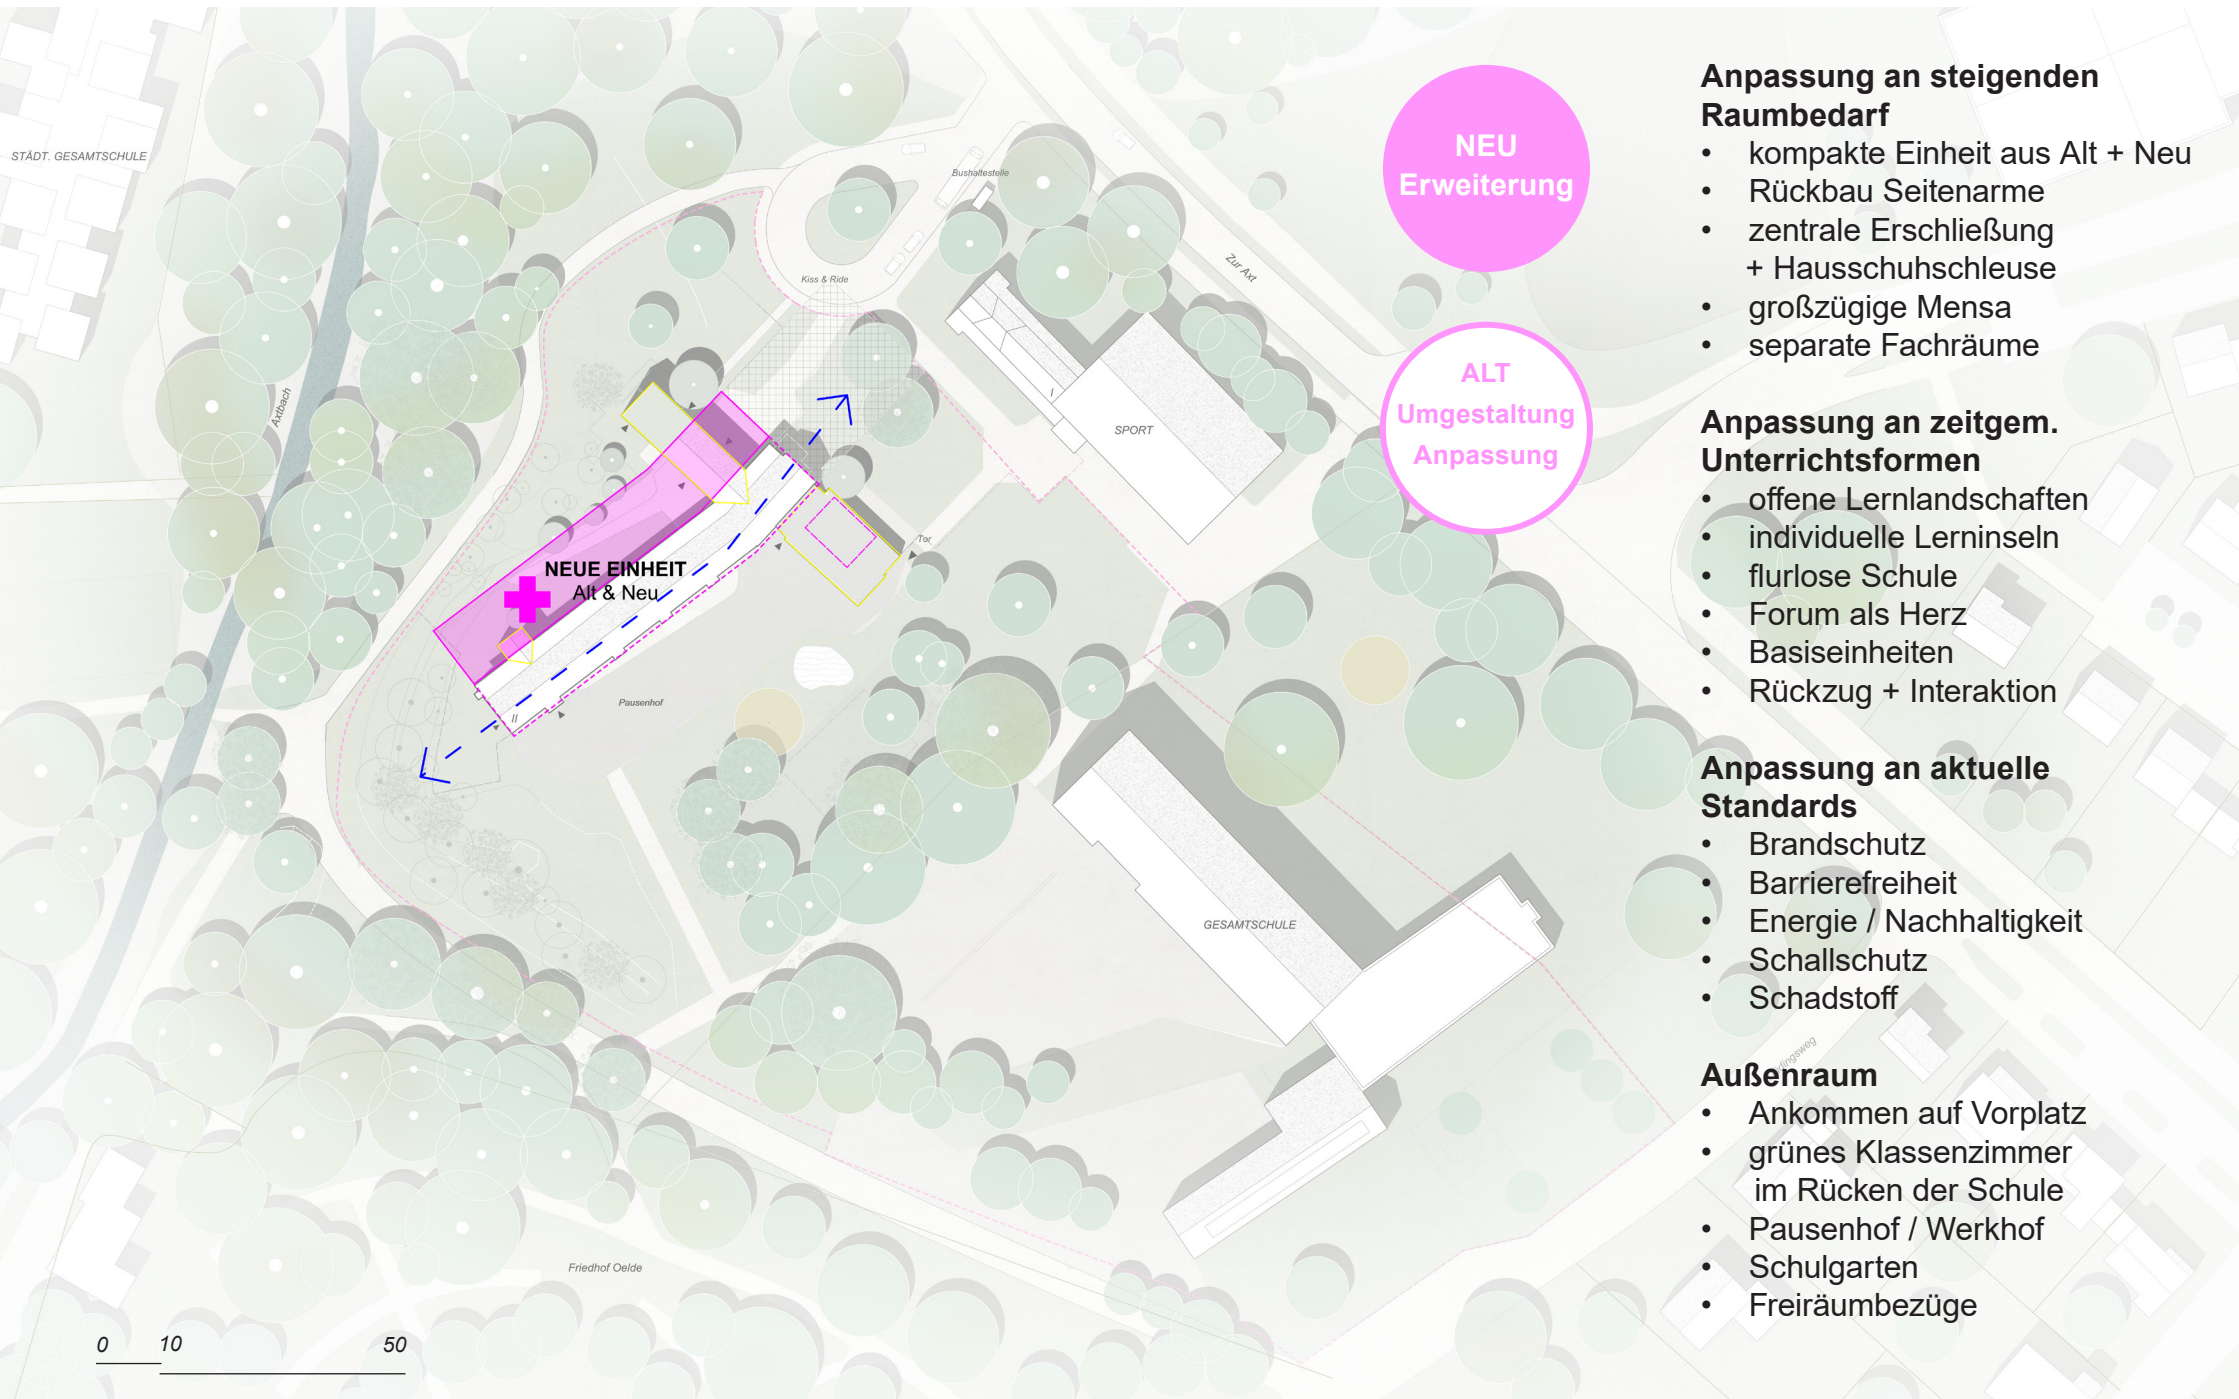 STÄDT. GESAMTSCHULE
Axtbach
Bushaltestelle
Kiss & Ride
Zur Axt
I
SPORT
Tor
NEUE EINHEIT
Alt & Neu
II
Pausenhof
GESAMTSCHULE
Friedhof Oelde
0 10 50
NEU
Erweiterung
ALT
Umgestaltung
Anpassung
Anpassung an steigenden
Raumbedarf
• kompakte Einheit aus Alt + Neu
• Rückbau Seitenarme
• zentrale Erschließung
+ Hausschuhschleuse
• großzügige Mensa
• separate Fachräume
Anpassung an zeitgem.
Unterrichtsformen
• offene Lernlandschaften
• individuelle Lerninseln
• flurlose Schule
• Forum als Herz
• Basiseinheiten
• Rückzug + Interaktion
Anpassung an aktuelle
Standards
• Brandschutz
• Barrierefreiheit
• Energie / Nachhaltigkeit
• Schallschutz
• Schadstoff
Außenraum
• Ankommen auf Vorplatz
• grünes Klassenzimmer
im Rücken der Schule
• Pausenhof / Werkhof
• Schulgarten
• Freiräumbezüge